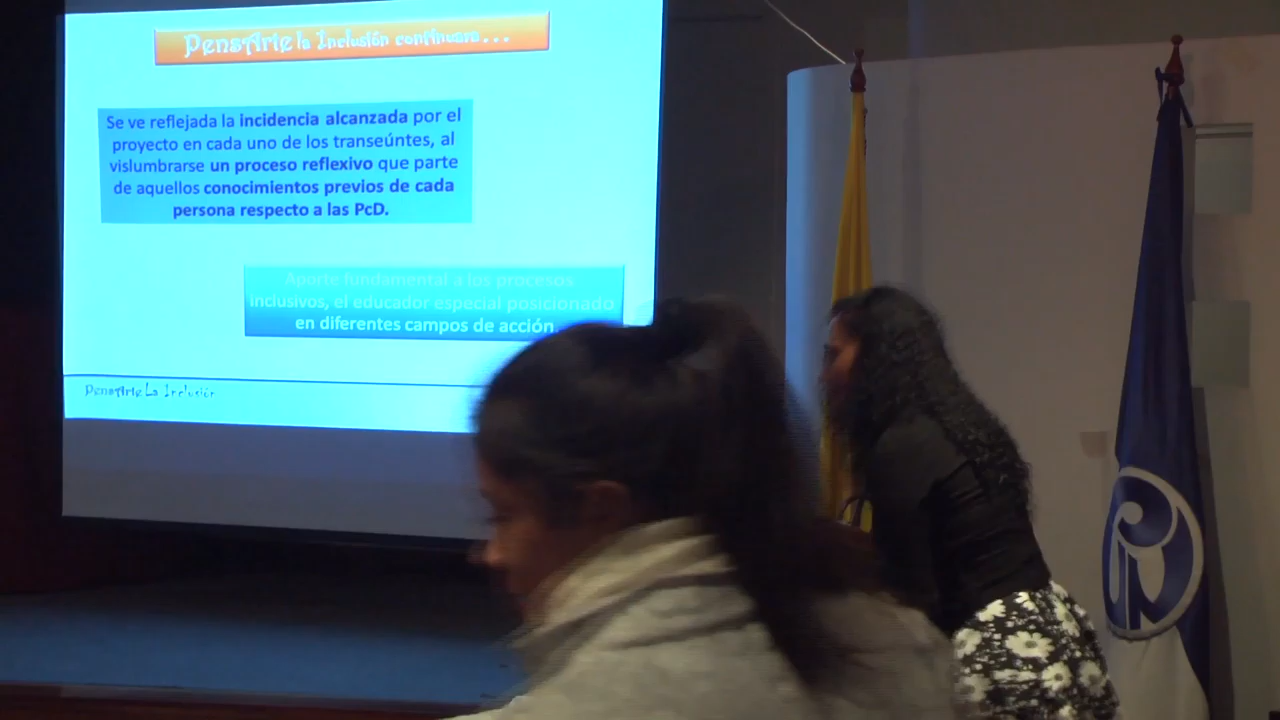 PensArte la Inclusión continuara...
Se ve reflejada la incidencia alcanzada por el
proyecto en cada uno de los transeúntes, al
vislumbrarse un proceso reflexivo que parte
de aquellos conocimientos previos de cada
persona respecto a las PcD.
Aporte fundamental a los procesos
inclusivos, el educador especial posicionado
en diferentes campos de acción.
PensArte La Inclusión